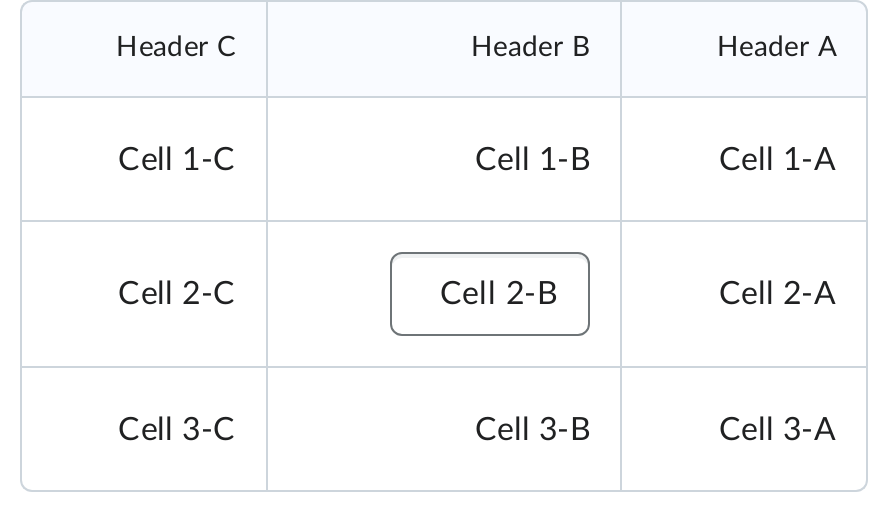 Header C Header B Header A
Cell 1-C Cell 1-B Cell 1-A
Cell 2-C Cell 2-B Cell 2-A
Cell 3-C Cell 3-B Cell 3-A